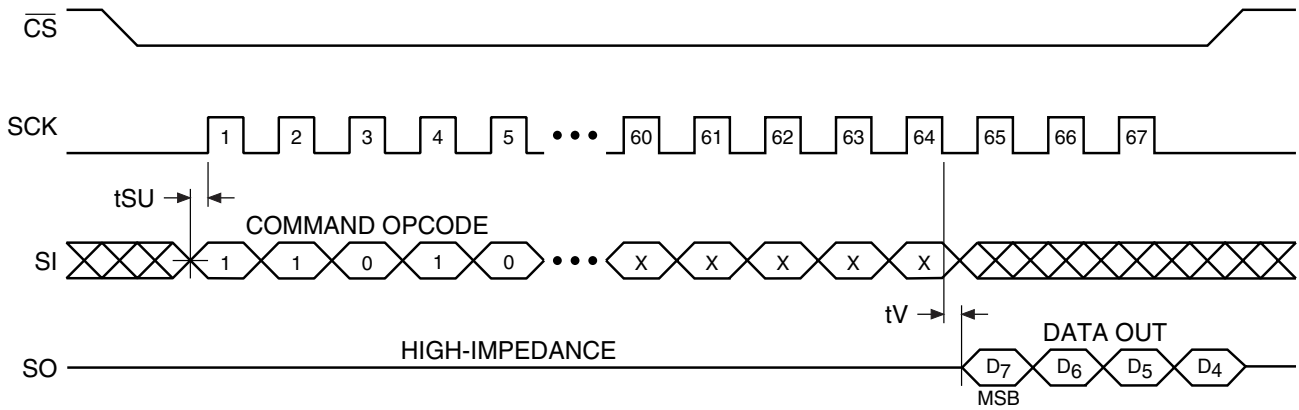 CS
SCK 1 2 3 4 5 ••• 60 61 62 63 64 65 66 67
tSU
COMMAND OPCODE
SI 1 1 0 1 0 ••• X X X X X
tV
HIGH-IMPEDANCE DATA OUT
SO D7 D6 D5 D4
MSB